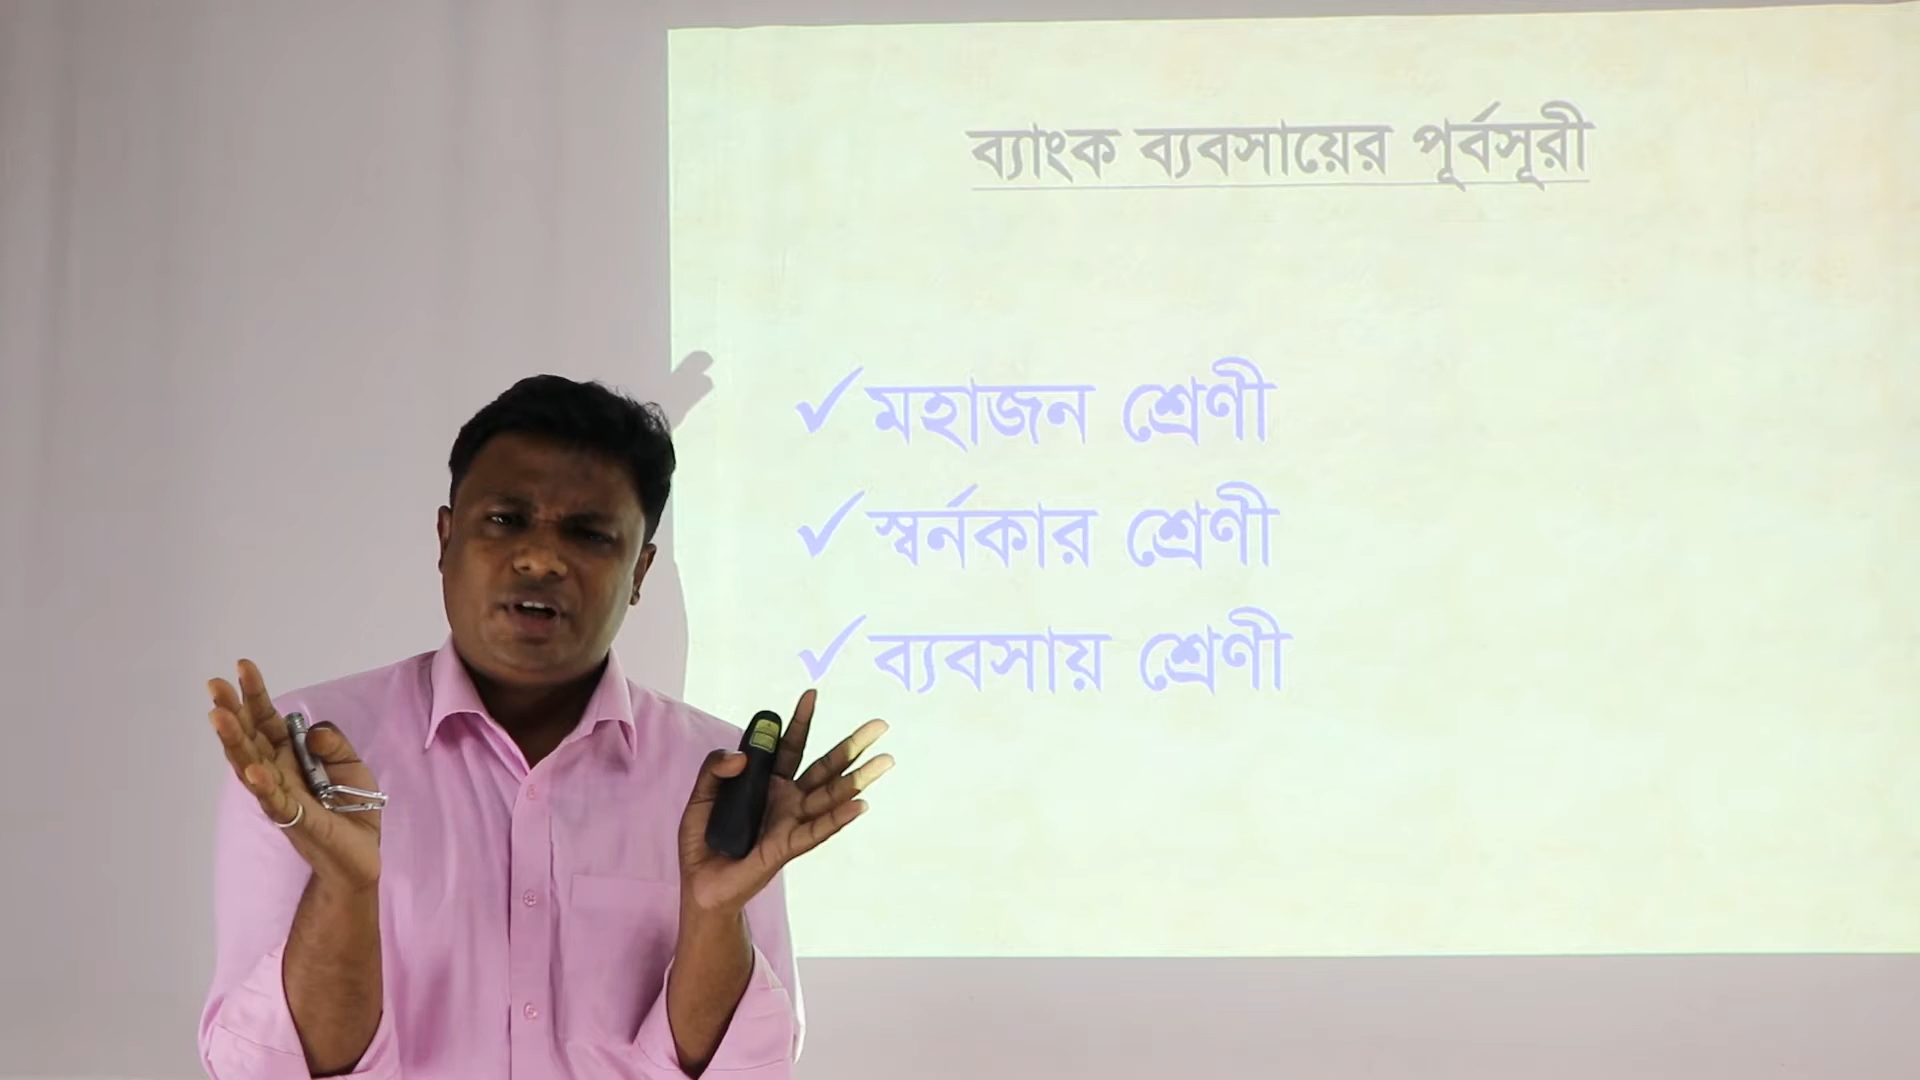 ব্যাংক ব্যবসায়ের পূর্বসূরী
✓ মহাজন শ্রেণী
✓ স্বর্নকার শ্রেণী
✓ ব্যবসায় শ্রেণী